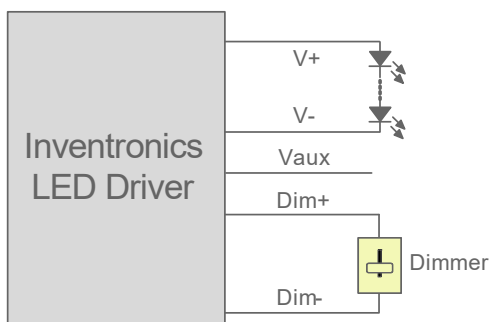 Inventronics
LED Driver
V+
V-
Vaux
Dim+
Dimmer
Dim-